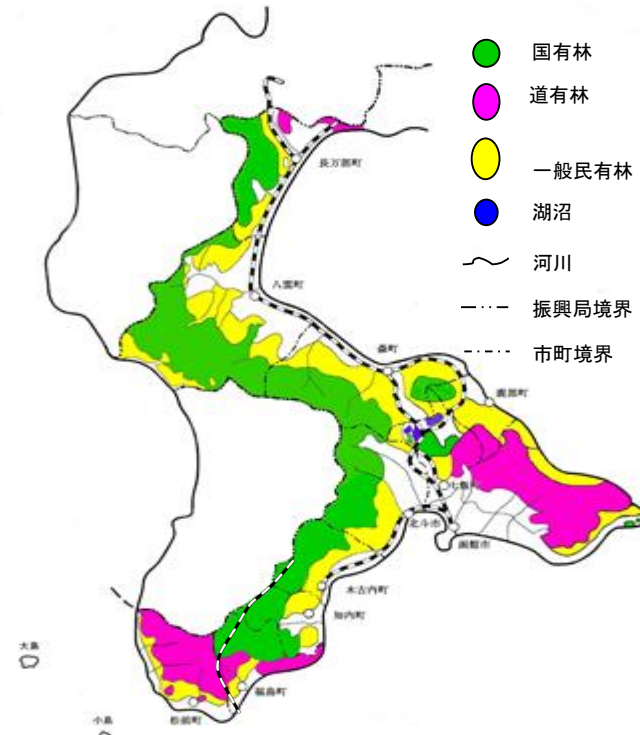 国有林
道有林
一般民有林
湖沼
河川
振興局境界
市町境界
長万部町
八雲町
森町
鹿部町
七飯町
北斗市
函館市
木古内町
知内町
福島町
松前町
大島
小島